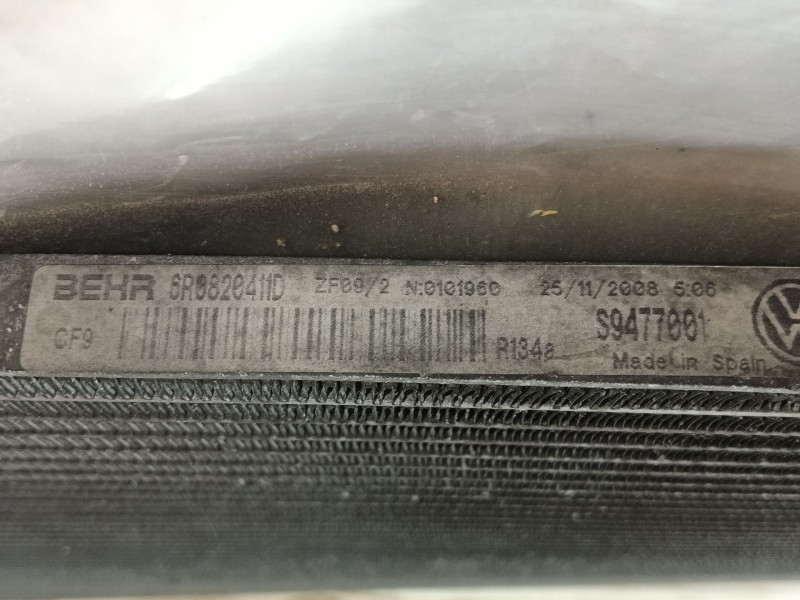 BEHR 6R0820411D ZF09/2 N:0101960 25/11/2008 5:06
CF9 R134a S9477001
Made in Spain